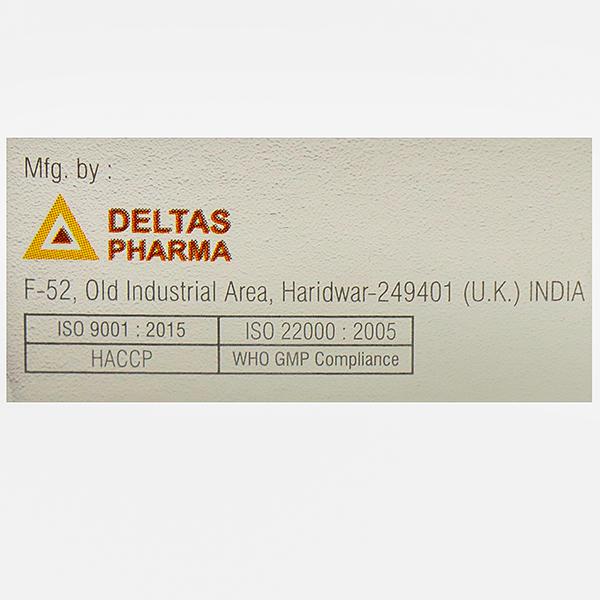 Mfg. by :
DELTAS
PHARMA
F-52, Old Industrial Area, Haridwar-249401 (U.K.) INDIA
ISO 9001 : 2015 ISO 22000 : 2005
HACCP WHO GMP Compliance